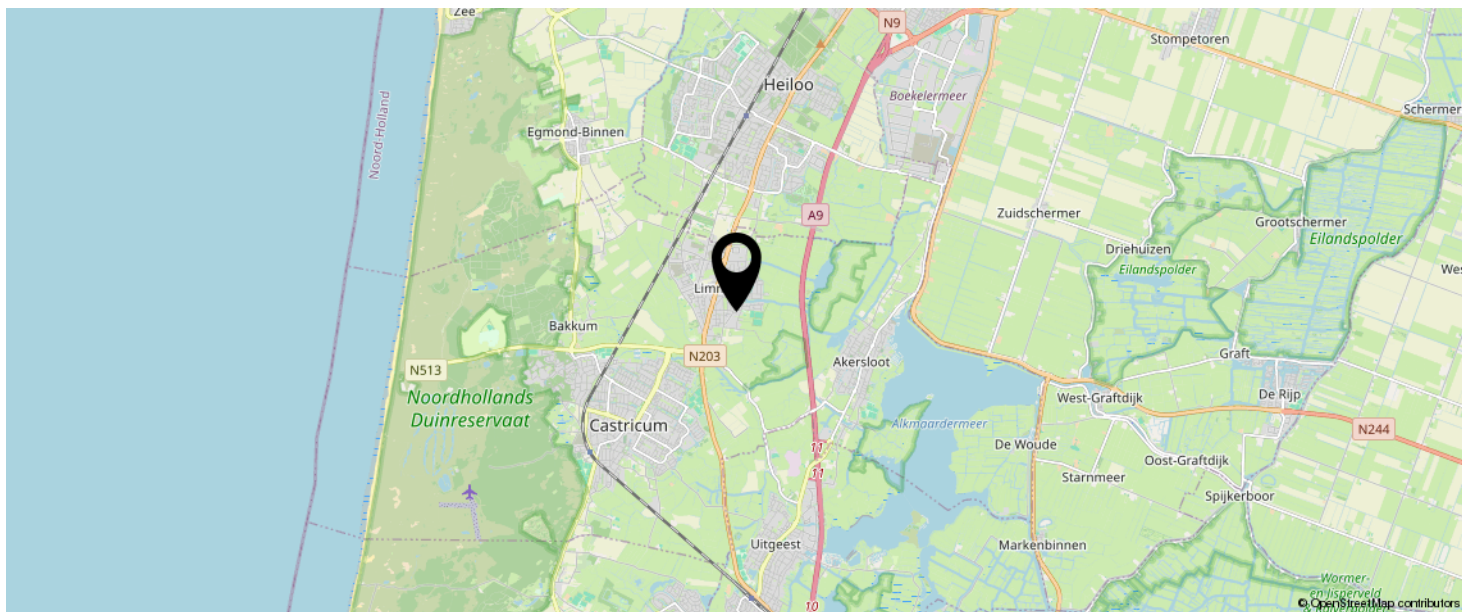 Zee
N9
Stompetoren
Heiloo
Boekelermeer
Schermer
Noord-Holland
Egmond-Binnen
A9
Zuidschermer
Grootschermer
Driehuizen
Eilandspolder
Eilandspolder
Wes
Limm
Bakkum
N203
Akersloot
Graft
N513
Noordhollands
Duinreservaat
West-Graftdijk
De Rijp
Castricum
Alkmaardermeer
N244
De Woude
11
11
Oost-Graftdijk
Starnmeer
Spijkerboor
Uitgeest
Markenbinnen
Wormer-
en Jisperveld
10
© OpenStreetMap contributors